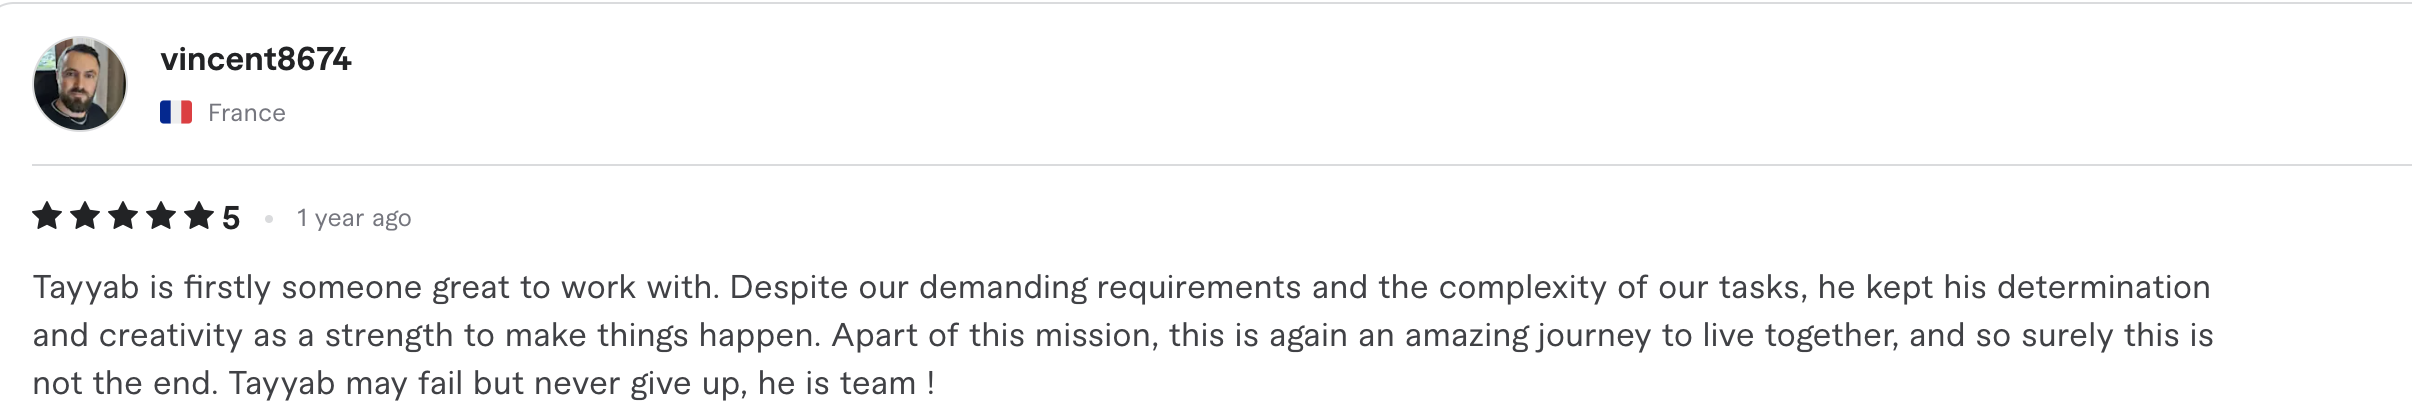 vincent8674
France
5 • 1 year ago
Tayyab is firstly someone great to work with. Despite our demanding requirements and the complexity of our tasks, he kept his determination
and creativity as a strength to make things happen. Apart of this mission, this is again an amazing journey to live together, and so surely this is
not the end. Tayyab may fail but never give up, he is team !